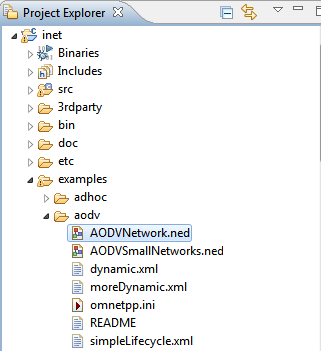 Project Explorer
inet
Binaries
Includes
src
3rdparty
bin
doc
etc
examples
adhoc
aodv
AODVNetwork.ned
AODVSmallNetworks.ned
dynamic.xml
moreDynamic.xml
omnetpp.ini
README
simpleLifecycle.xml